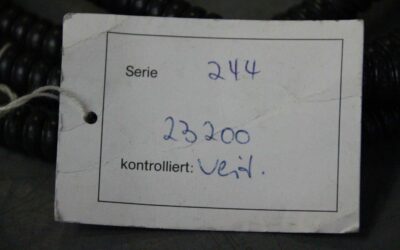 Serie 244
23200
kontrolliert: Veit.